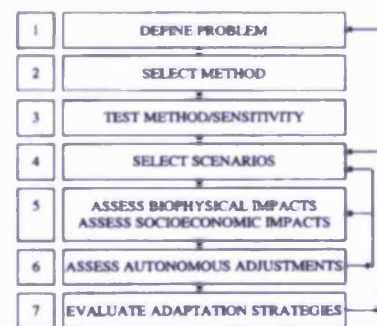 1 DEFINE PROBLEM
2 SELECT METHOD
3 TEST METHOD/SENSITIVITY
4 SELECT SCENARIOS
5 ASSESS BIOPHYSICAL IMPACTS
ASSESS SOCIOECONOMIC IMPACTS
6 ASSESS AUTONOMOUS ADJUSTMENTS
7 EVALUATE ADAPTATION STRATEGIES